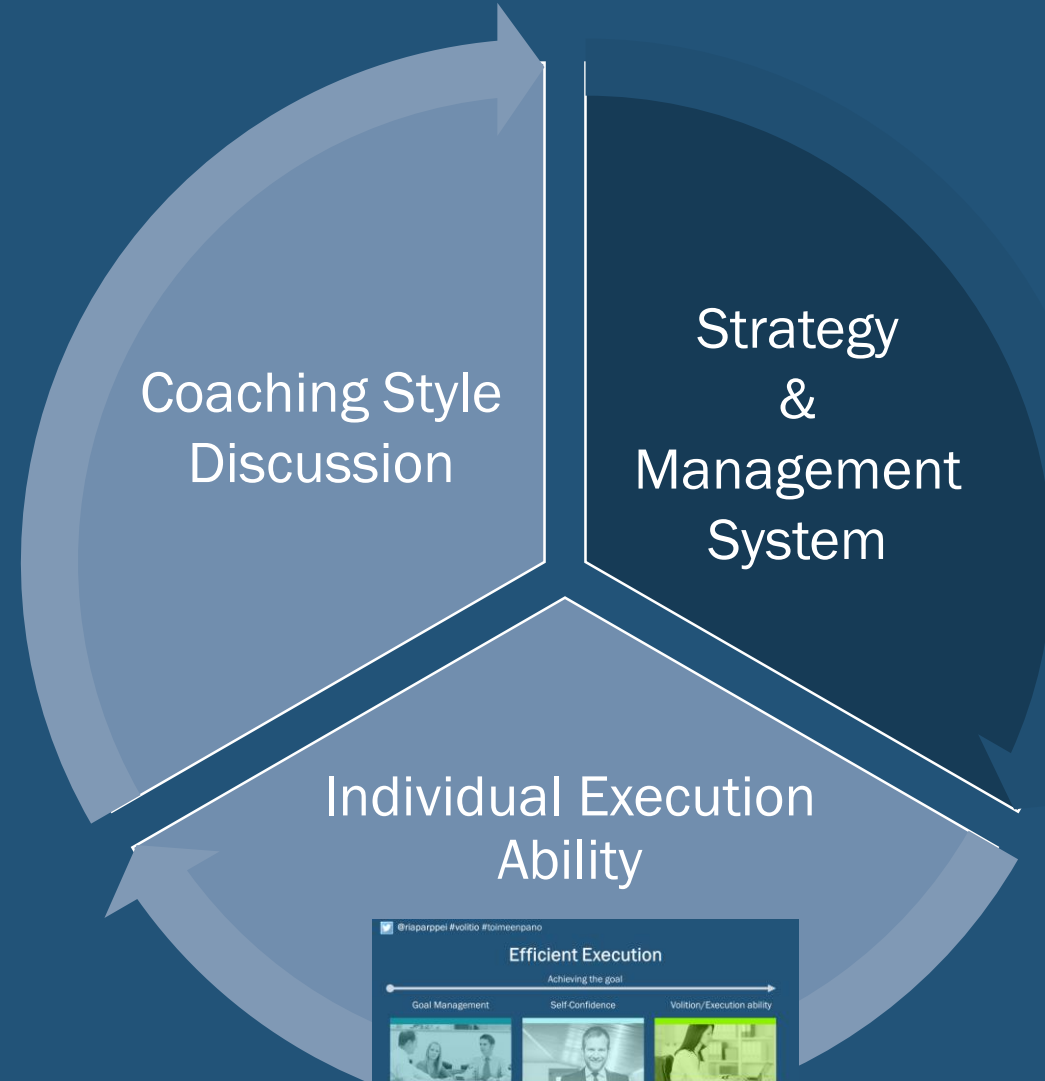 Coaching Style
Discussion
Strategy
&
Management
System
Individual Execution
Ability
@riaparppei #volitio #toimeenpano
Efficient Execution
Achieving the goal
Goal Management
Self-Confidence
Volition/Execution ability